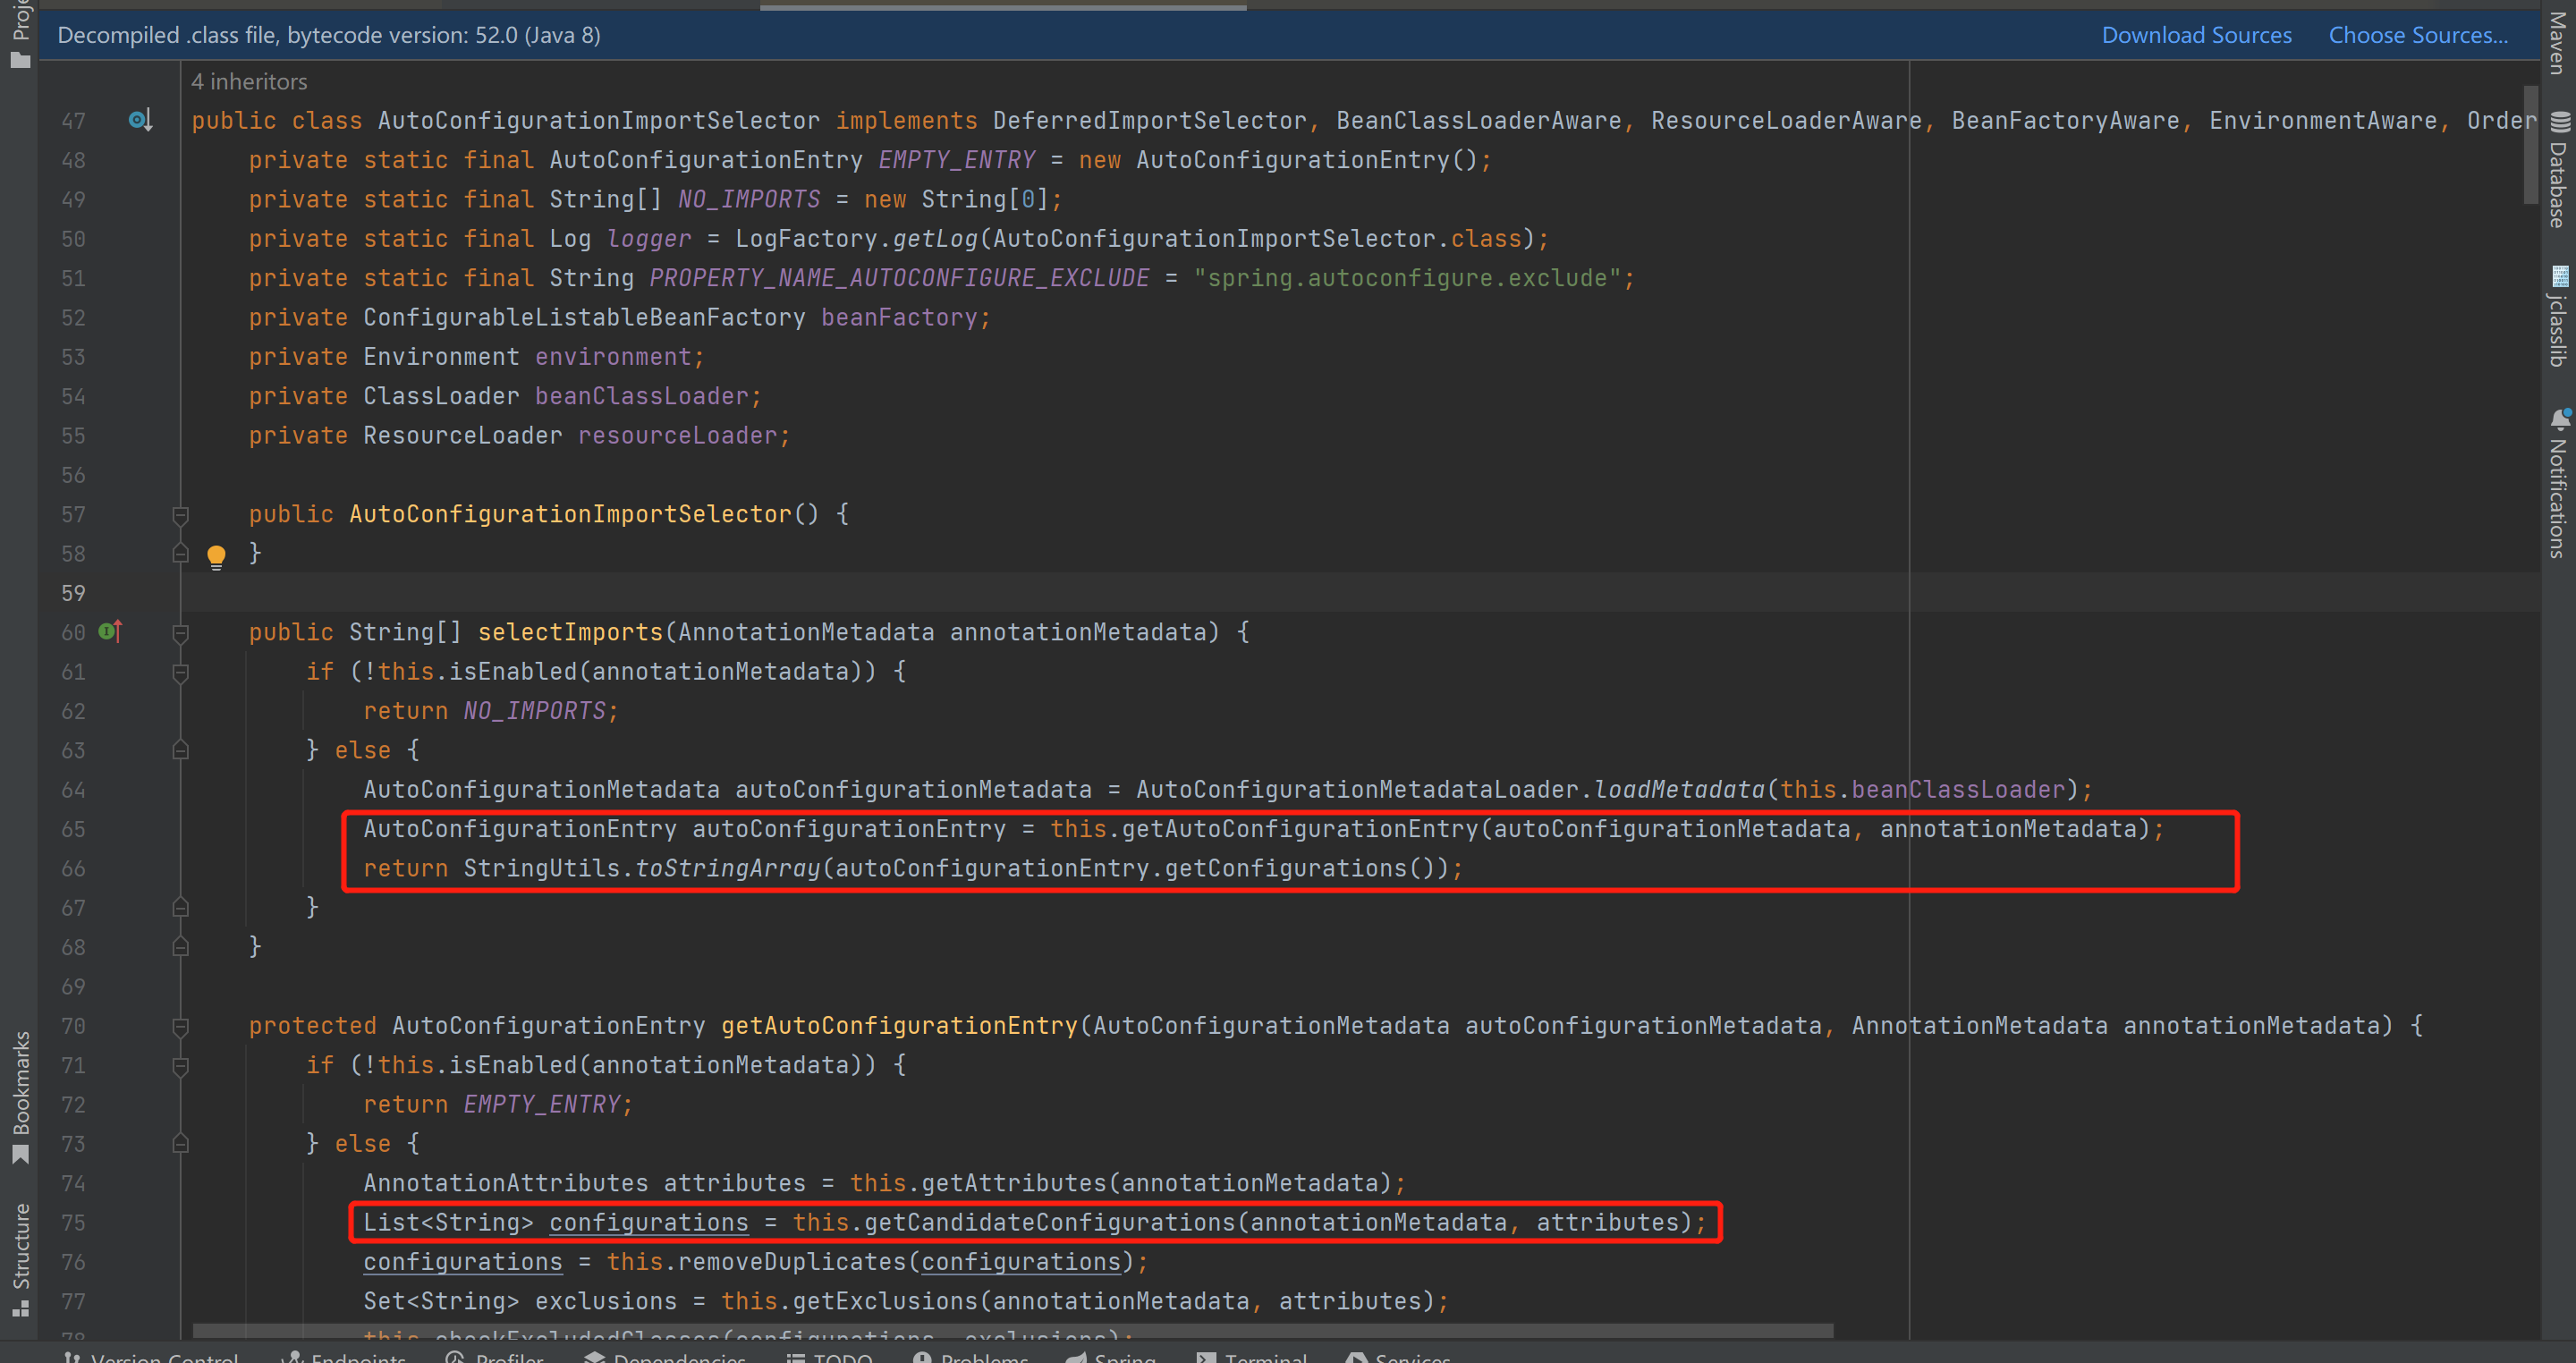 Proje
Decompiled .class file, bytecode version: 52.0 (Java 8)
Download Sources
Choose Sources...
4 inheritors
47 public class AutoConfigurationImportSelector implements DeferredImportSelector, BeanClassLoaderAware, ResourceLoaderAware, BeanFactoryAware, EnvironmentAware, Order
48 private static final AutoConfigurationEntry EMPTY_ENTRY = new AutoConfigurationEntry();
49 private static final String[] NO_IMPORTS = new String[0];
50 private static final Log logger = LogFactory.getLog(AutoConfigurationImportSelector.class);
51 private static final String PROPERTY_NAME_AUTOCONFIGURE_EXCLUDE = "spring.autoconfigure.exclude";
52 private ConfigurableListableBeanFactory beanFactory;
53 private Environment environment;
54 private ClassLoader beanClassLoader;
55 private ResourceLoader resourceLoader;
56
57 public AutoConfigurationImportSelector() {
58 }
59
60 public String[] selectImports(AnnotationMetadata annotationMetadata) {
61 if (!this.isEnabled(annotationMetadata)) {
62 return NO_IMPORTS;
63 } else {
64 AutoConfigurationMetadata autoConfigurationMetadata = AutoConfigurationMetadataLoader.loadMetadata(this.beanClassLoader);
65 AutoConfigurationEntry autoConfigurationEntry = this.getAutoConfigurationEntry(autoConfigurationMetadata, annotationMetadata);
66 return StringUtils.toStringArray(autoConfigurationEntry.getConfigurations());
67 }
68 }
69
70 protected AutoConfigurationEntry getAutoConfigurationEntry(AutoConfigurationMetadata autoConfigurationMetadata, AnnotationMetadata annotationMetadata) {
71 if (!this.isEnabled(annotationMetadata)) {
72 return EMPTY_ENTRY;
73 } else {
74 AnnotationAttributes attributes = this.getAttributes(annotationMetadata);
75 List<String> configurations = this.getCandidateConfigurations(annotationMetadata, attributes);
76 configurations = this.removeDuplicates(configurations);
77 Set<String> exclusions = this.getExclusions(annotationMetadata, attributes);
78 this.checkExcludedClasses(configurations, exclusions);
Bookmarks
Structure
Maven
Database
jclasslib
Notifications
Version Control
Endpoints
Profiler
Dependencies
TODO
Problems
Spring
Terminal
Services